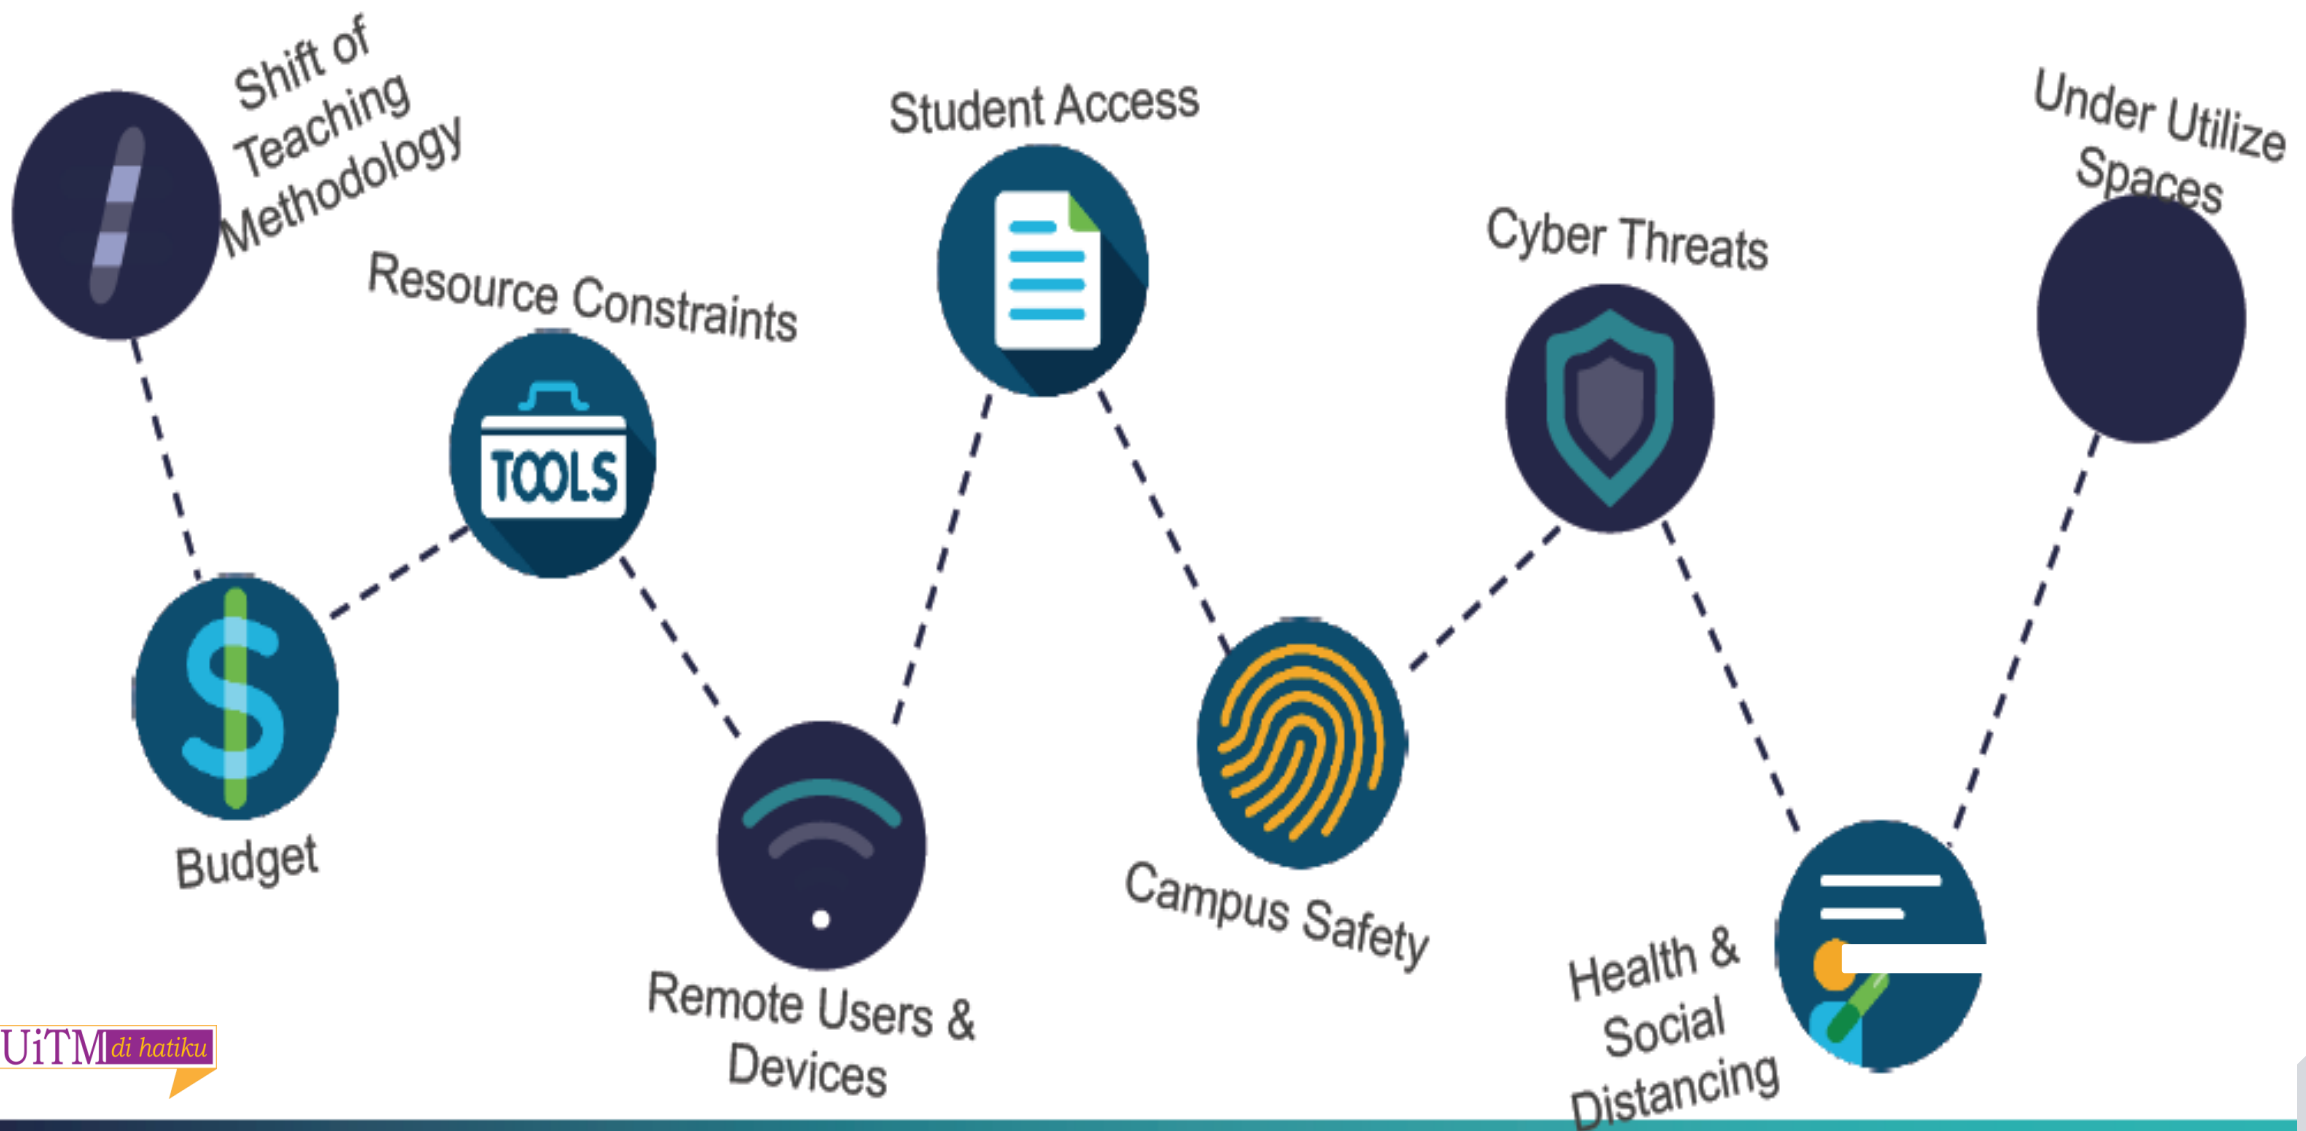 Shift of
Teaching
Methodology
Budget
Resource Constraints
TOOLS
Remote Users &
Devices
Student Access
Campus Safety
Cyber Threats
Health &
Social
Distancing
Under Utilize
Spaces
UiTM di hatiku